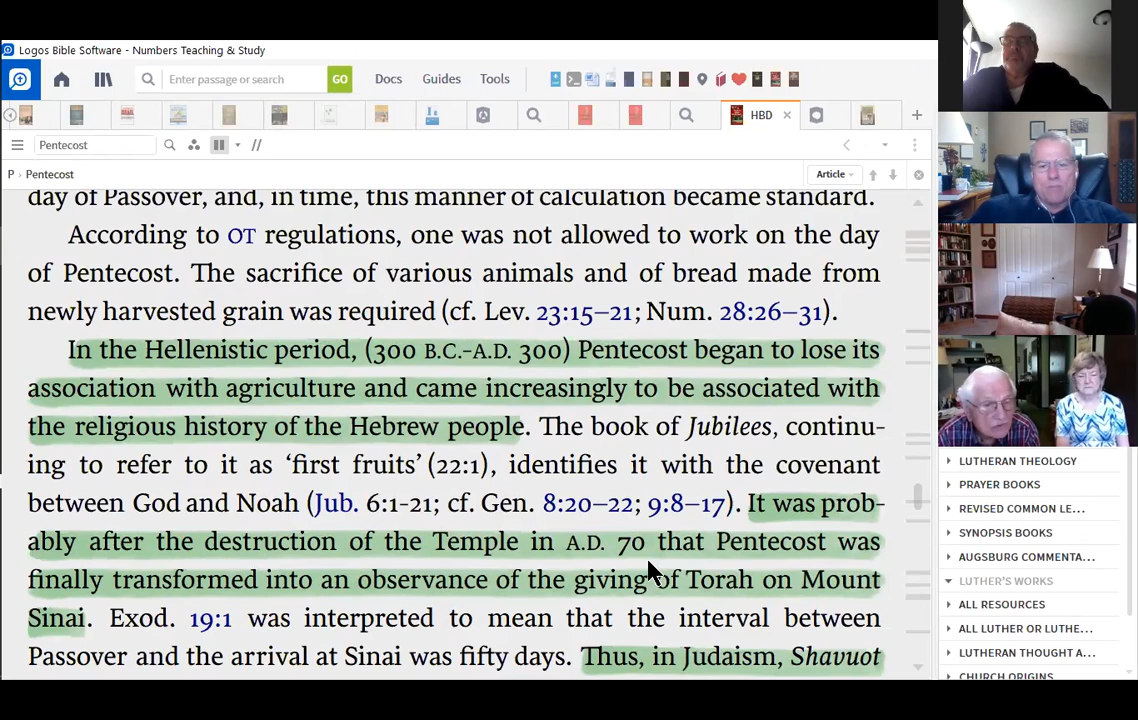 Logos Bible Software - Numbers Teaching & Study
Enter passage or search
GO
Docs
Guides
Tools
HBD
Pentecost
P › Pentecost
Article
day of Passover, and, in time, this manner of calculation became standard.
According to OT regulations, one was not allowed to work on the day
of Pentecost. The sacrifice of various animals and of bread made from
newly harvested grain was required (cf. Lev. 23:15–21; Num. 28:26–31).
In the Hellenistic period, (300 B.C.–A.D. 300) Pentecost began to lose its
association with agriculture and came increasingly to be associated with
the religious history of the Hebrew people. The book of Jubilees, continu-
ing to refer to it as ‘first fruits’ (22:1), identifies it with the covenant
between God and Noah (Jub. 6:1-21; cf. Gen. 8:20–22; 9:8–17). It was prob-
ably after the destruction of the Temple in A.D. 70 that Pentecost was
finally transformed into an observance of the giving of Torah on Mount
Sinai. Exod. 19:1 was interpreted to mean that the interval between
Passover and the arrival at Sinai was fifty days. Thus, in Judaism, Shavuot
LUTHERAN THEOLOGY
PRAYER BOOKS
REVISED COMMON LE...
SYNOPSIS BOOKS
AUGSBURG COMMENTA...
LUTHER'S WORKS
ALL RESOURCES
ALL LUTHER OR LUTHE...
LUTHERAN THOUGHT A...
CHURCH ORIGINS